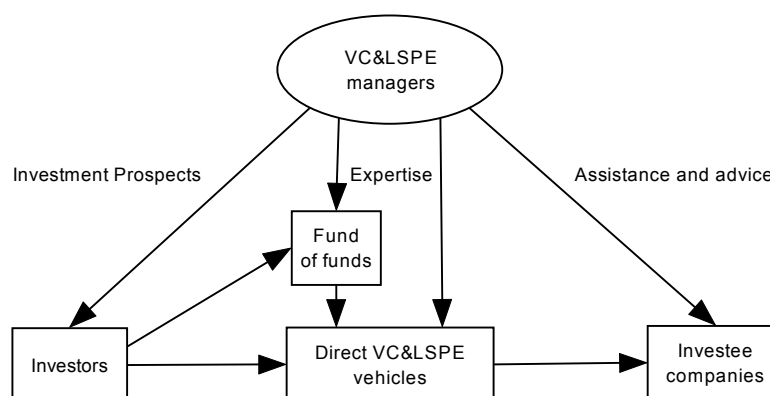 VC&LSPE
managers
Investment Prospects
Expertise
Assistance and advice
Fund
of funds
Investors
Direct VC&LSPE
vehicles
Investee
companies